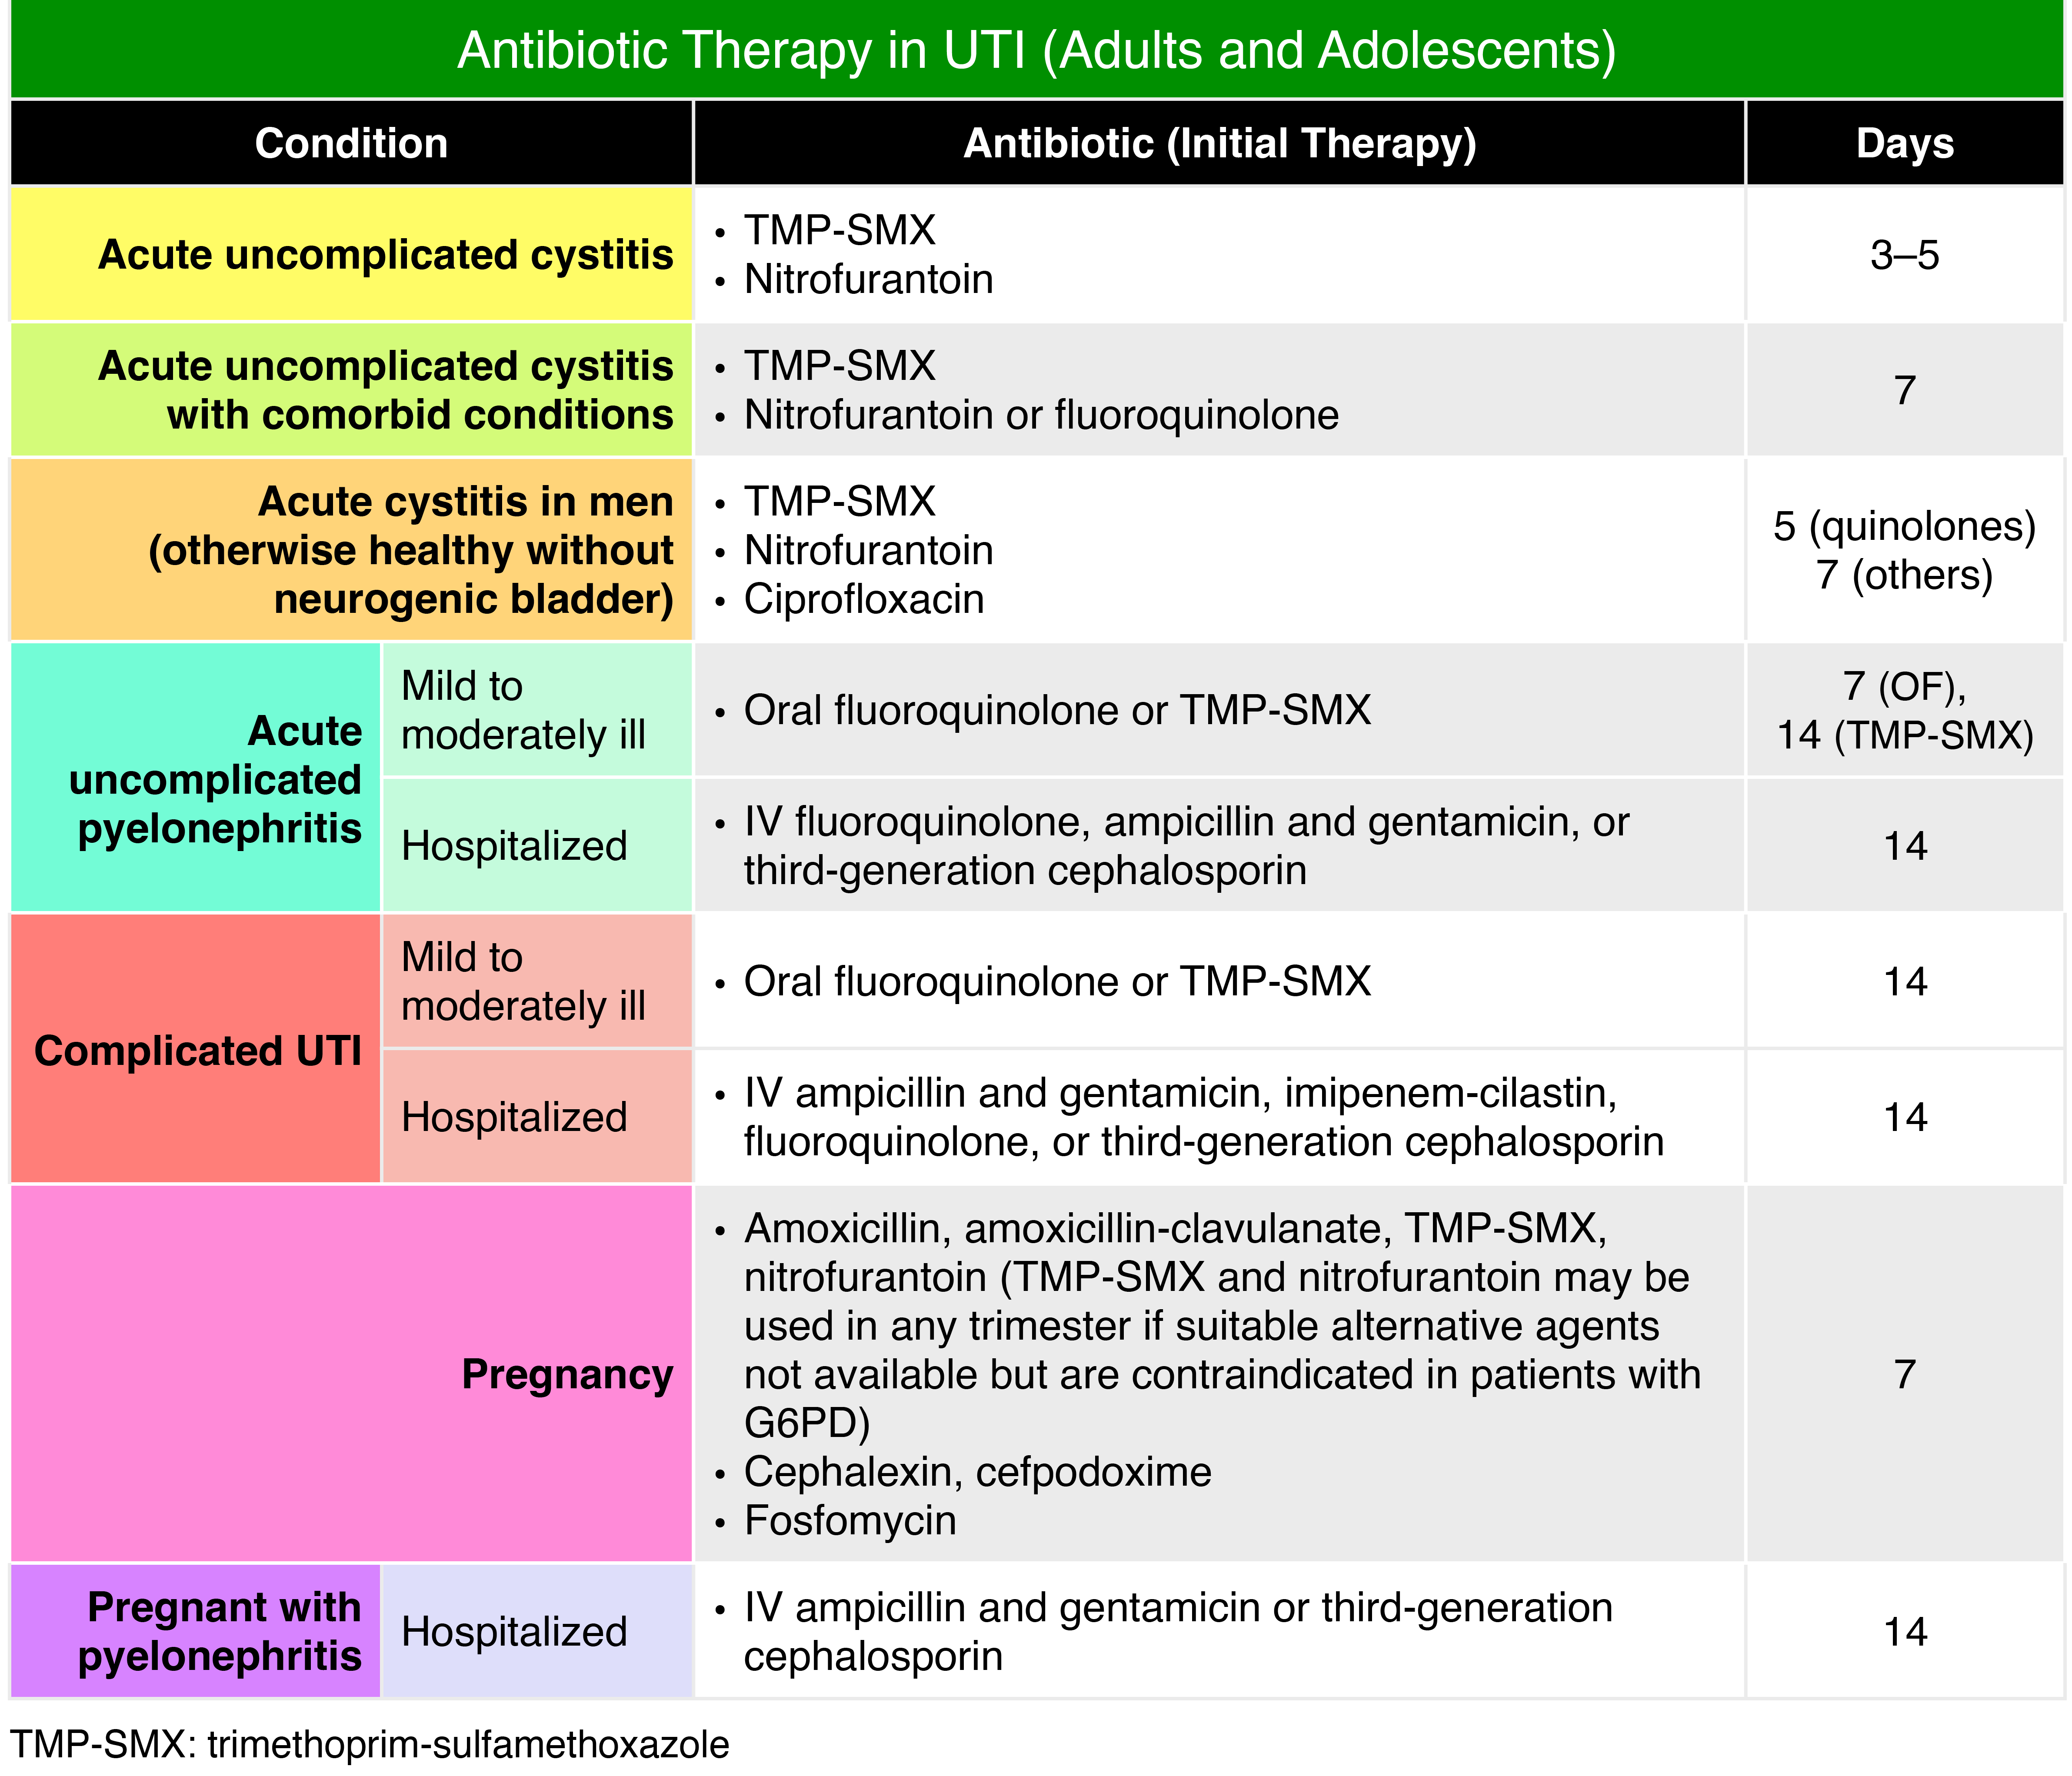 Antibiotic Therapy in UTI (Adults and Adolescents)
Condition
Antibiotic (Initial Therapy)
Days
Acute uncomplicated cystitis
• TMP-SMX
• Nitrofurantoin
3–5
Acute uncomplicated cystitis
with comorbid conditions
• TMP-SMX
• Nitrofurantoin or fluoroquinolone
7
Acute cystitis in men
(otherwise healthy without
neurogenic bladder)
• TMP-SMX
• Nitrofurantoin
• Ciprofloxacin
5 (quinolones)
7 (others)
Acute
uncomplicated
pyelonephritis
Mild to
moderately ill
• Oral fluoroquinolone or TMP-SMX
7 (OF),
14 (TMP-SMX)
Hospitalized
• IV fluoroquinolone, ampicillin and gentamicin, or
third-generation cephalosporin
14
Complicated UTI
Mild to
moderately ill
• Oral fluoroquinolone or TMP-SMX
14
Hospitalized
• IV ampicillin and gentamicin, imipenem-cilastin,
fluoroquinolone, or third-generation cephalosporin
14
Pregnancy
• Amoxicillin, amoxicillin-clavulanate, TMP-SMX,
nitrofurantoin (TMP-SMX and nitrofurantoin may be
used in any trimester if suitable alternative agents
not available but are contraindicated in patients with
G6PD)
• Cephalexin, cefpodoxime
• Fosfomycin
7
Pregnant with
pyelonephritis
Hospitalized
• IV ampicillin and gentamicin or third-generation
cephalosporin
14
TMP-SMX: trimethoprim-sulfamethoxazole